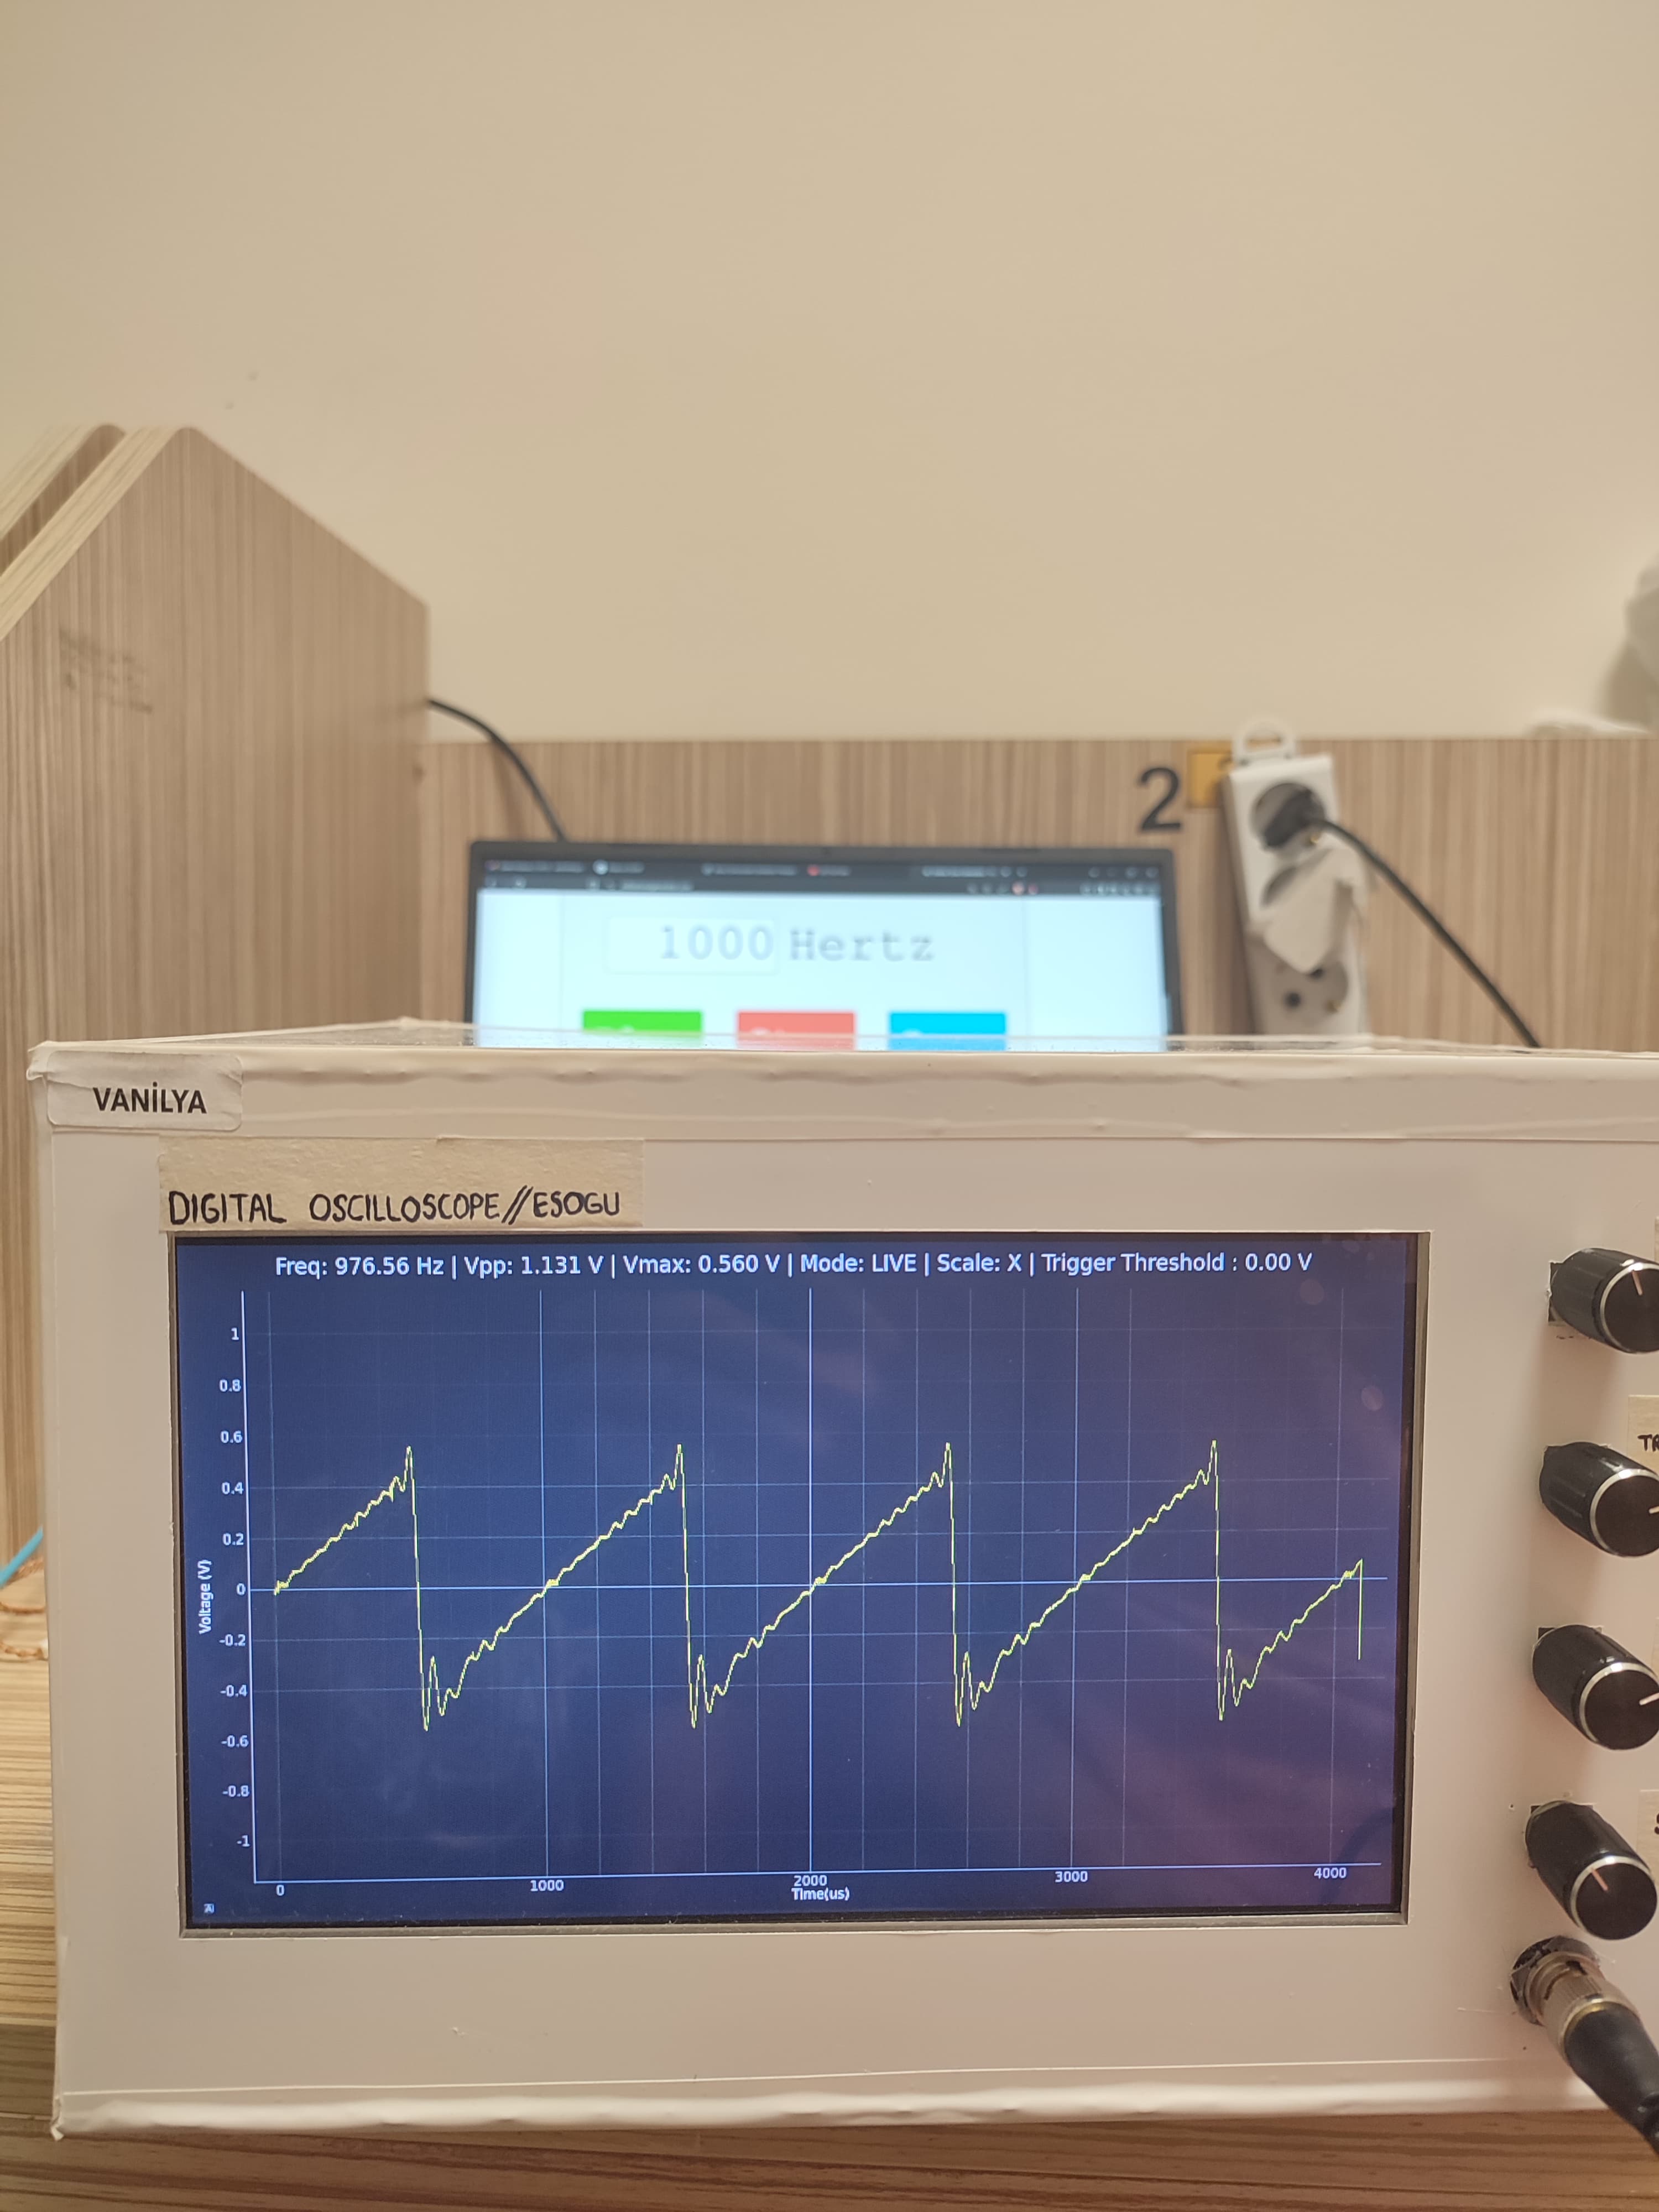 2
1000 Hertz
VANİLYA
DIGITAL OSCILLOSCOPE//ESOGU
Freq: 976.56 Hz | Vpp: 1.131 V | Vmax: 0.560 V | Mode: LIVE | Scale: X | Trigger Threshold : 0.00 V
1
0.8
0.6
0.4
0.2
0
-0.2
-0.4
-0.6
-0.8
-1
Voltage (V)
0 1000 2000 3000 4000
Time(us)
A
TR